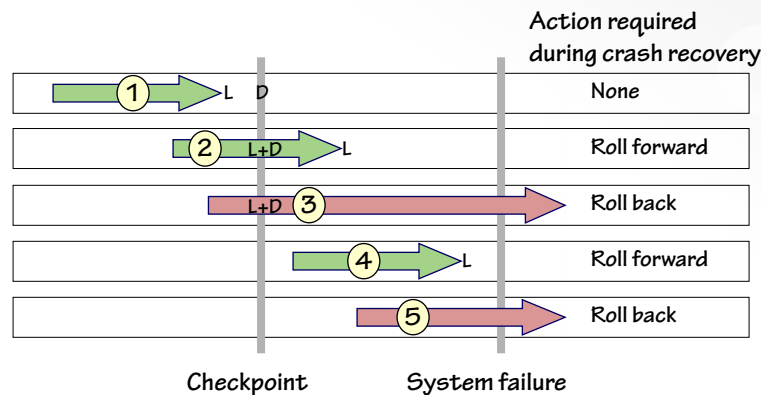 Action required
during crash recovery
1 L D None
2 L+D L Roll forward
L+D 3 Roll back
4 L Roll forward
5 Roll back
Checkpoint System failure